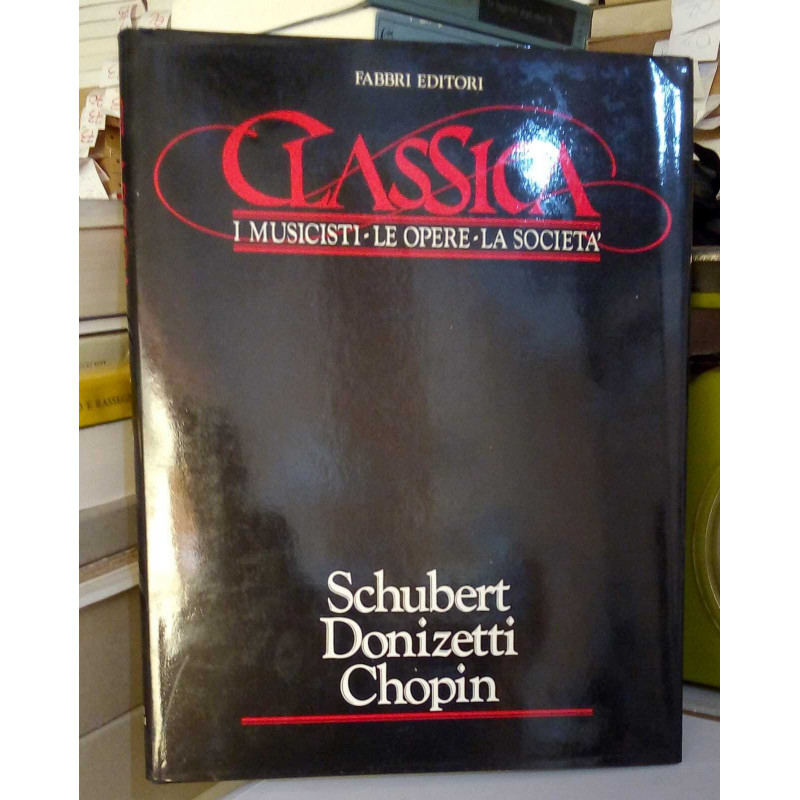 FABBRI EDITORI
CLASSICA
I MUSICISTI-LE OPERE-LA SOCIETA'
Schubert
Donizetti
Chopin